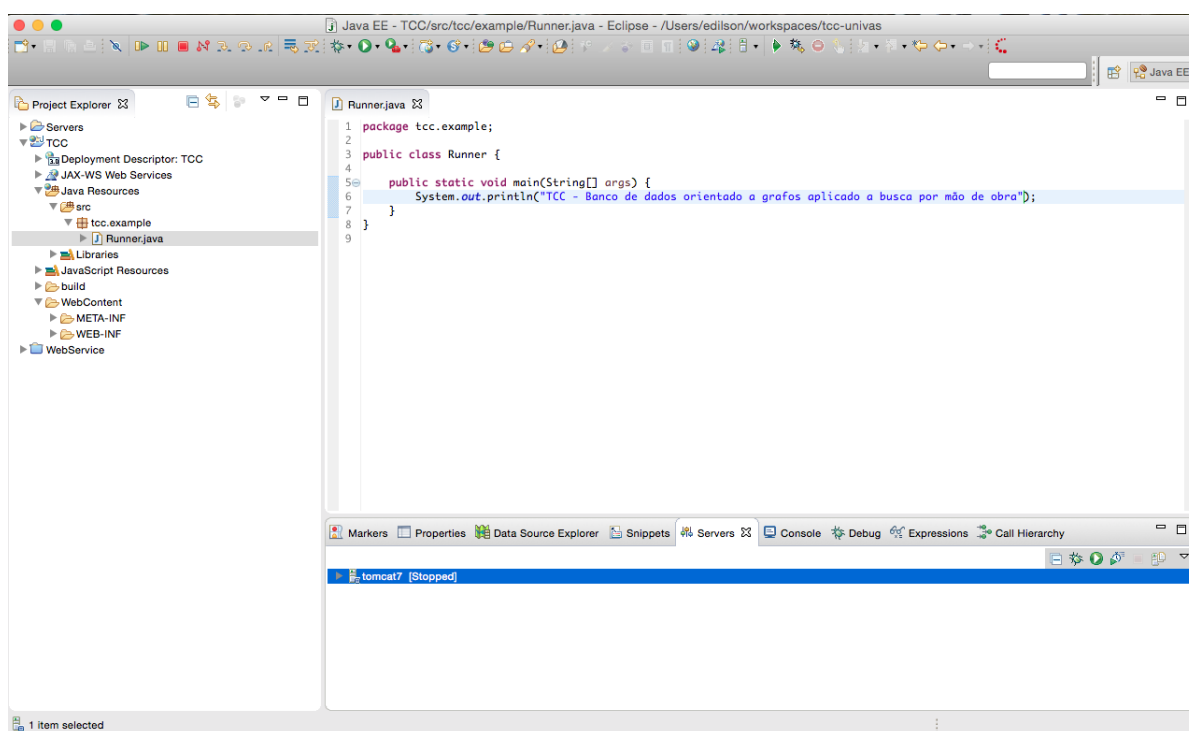 Java EE - TCC/src/tcc/example/Runner.java - Eclipse - /Users/edilson/workspaces/tcc-univas
Java EE
Project Explorer
Servers
TCC
Deployment Descriptor: TCC
JAX-WS Web Services
Java Resources
src
tcc.example
Runner.java
Libraries
JavaScript Resources
build
WebContent
META-INF
WEB-INF
WebService
Runner.java
1 package tcc.example;
2
3 public class Runner {
4
5 public static void main(String[] args) {
6 System.out.println("TCC - Banco de dados orientado a grafos aplicado a busca por mão de obra");
7 }
8 }
9
Markers Properties Data Source Explorer Snippets Servers Console Debug Expressions Call Hierarchy
tomcat7 [Stopped]
1 item selected